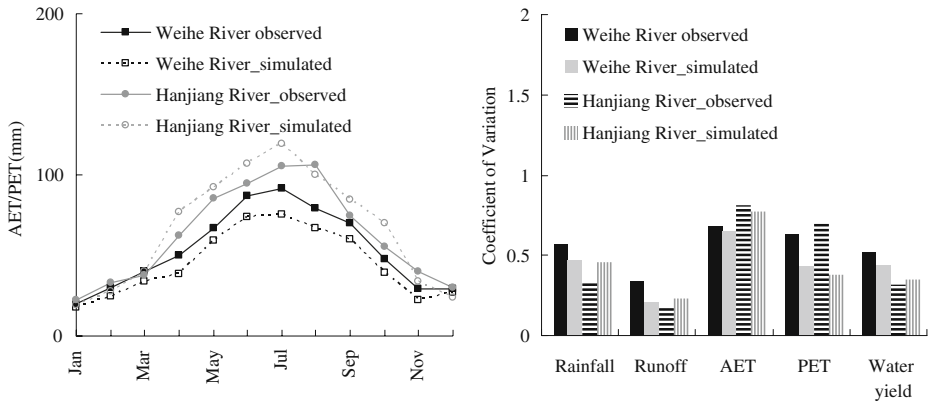 200
100
0
AET/PET(mm)
Weihe River observed
Weihe River_simulated
Hanjiang River_observed
Hanjiang River_simulated
Jan
Mar
May
Jul
Sep
Nov
2
1.5
1
0.5
0
Coefficient of Variation
Weihe River observed
Weihe River_simulated
Hanjiang River_observed
Hanjiang River_simulated
Rainfall
Runoff
AET
PET
Water
yield